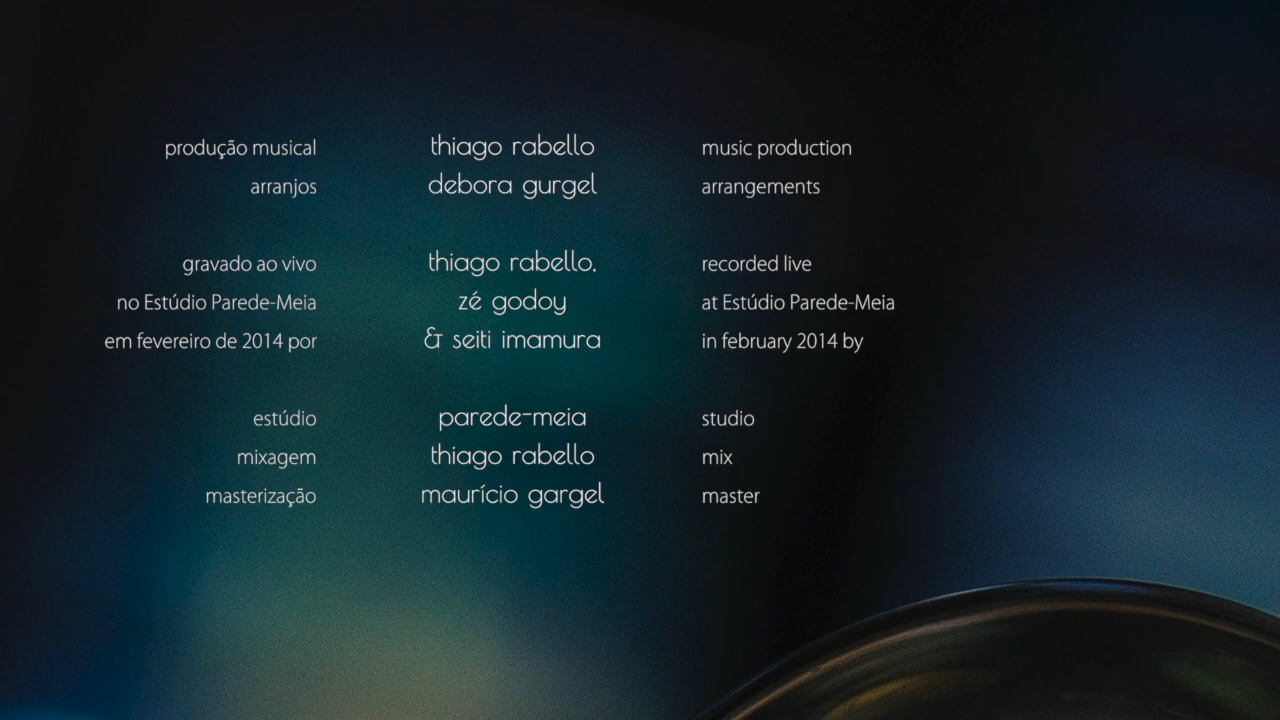 produção musical thiago rabello music production
arranjos debora gurgel arrangements
gravado ao vivo thiago rabello, recorded live
no Estúdio Parede-Meia zé godoy at Estúdio Parede-Meia
em fevereiro de 2014 por & seiti imamura in february 2014 by
estúdio parede-meia studio
mixagem thiago rabello mix
masterização maurício gargel master